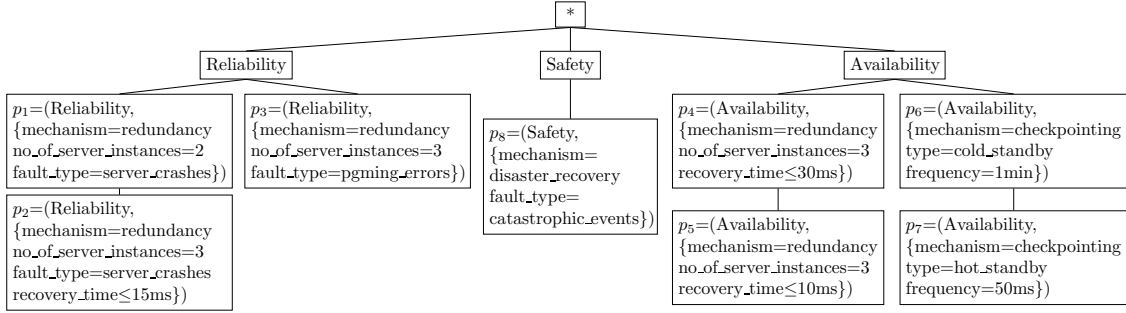 *
Reliability
Safety
Availability
p1=(Reliability,
{mechanism=redundancy
no_of_server_instances=2
fault_type=server_crashes})
p3=(Reliability,
{mechanism=redundancy
no_of_server_instances=3
fault_type=pgming_errors})
p8=(Safety,
{mechanism=
disaster_recovery
fault_type=
catastrophic_events})
p4=(Availability,
{mechanism=redundancy
no_of_server_instances=3
recovery_time≤30ms})
p6=(Availability,
{mechanism=checkpointing
type=cold_standby
frequency=1min})
p2=(Reliability,
{mechanism=redundancy
no_of_server_instances=3
fault_type=server_crashes
recovery_time≤15ms})
p5=(Availability,
{mechanism=redundancy
no_of_server_instances=3
recovery_time≤10ms})
p7=(Availability,
{mechanism=checkpointing
type=hot_standby
frequency=50ms})